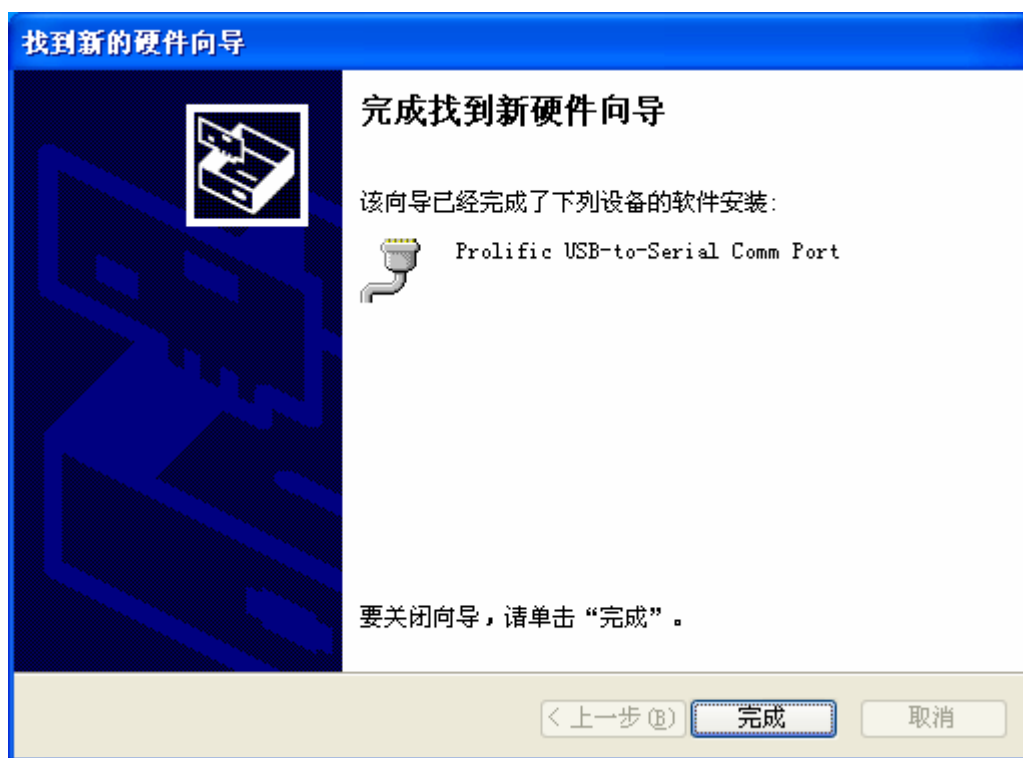 找到新的硬件向导
完成找到新硬件向导
该向导已经完成了下列设备的软件安装:
Prolific USB-to-Serial Comm Port
要关闭向导，请单击“完成”。
< 上一步(B) 完成 取消